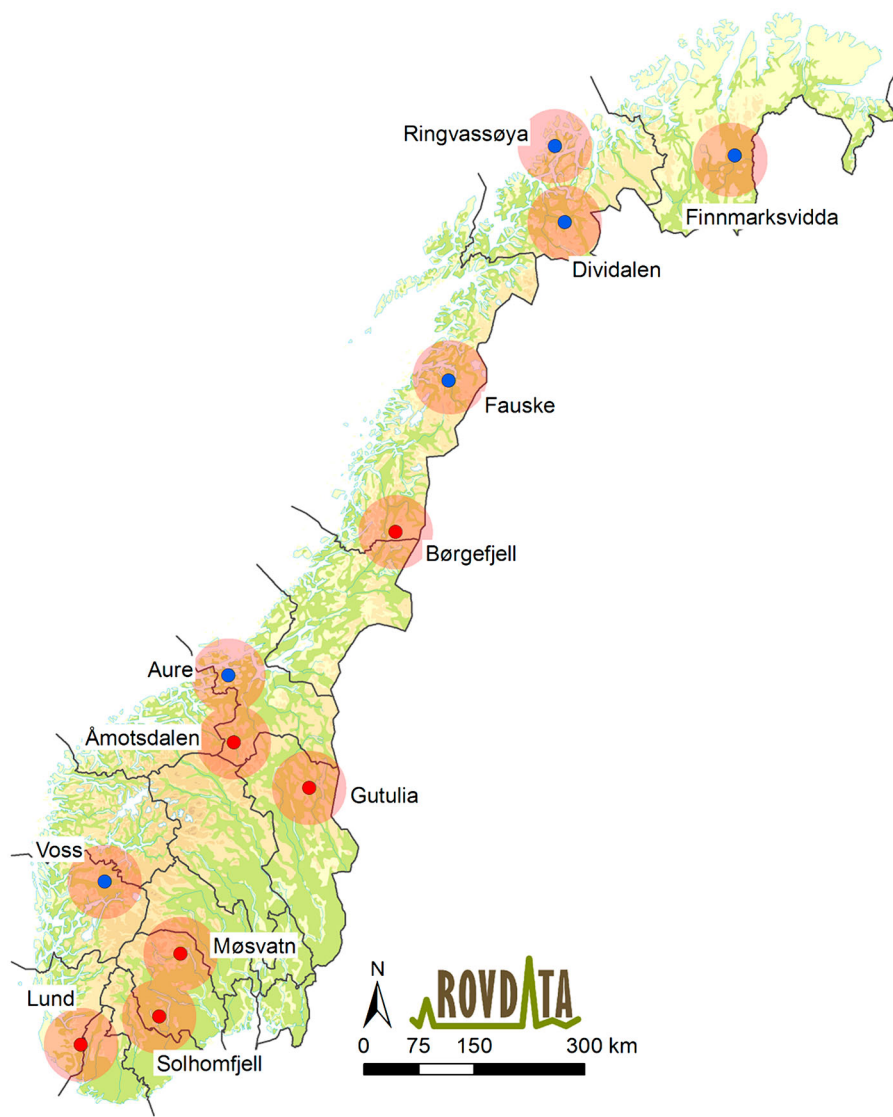 Ringvassøya
Finnmarksvidda
Dividalen
Fauske
Børgefjell
Aure
Åmotsdalen
Gutulia
Voss
Møsvatn
Lund
Solhomfjell
N
ROVDATA
0 75 150 300 km